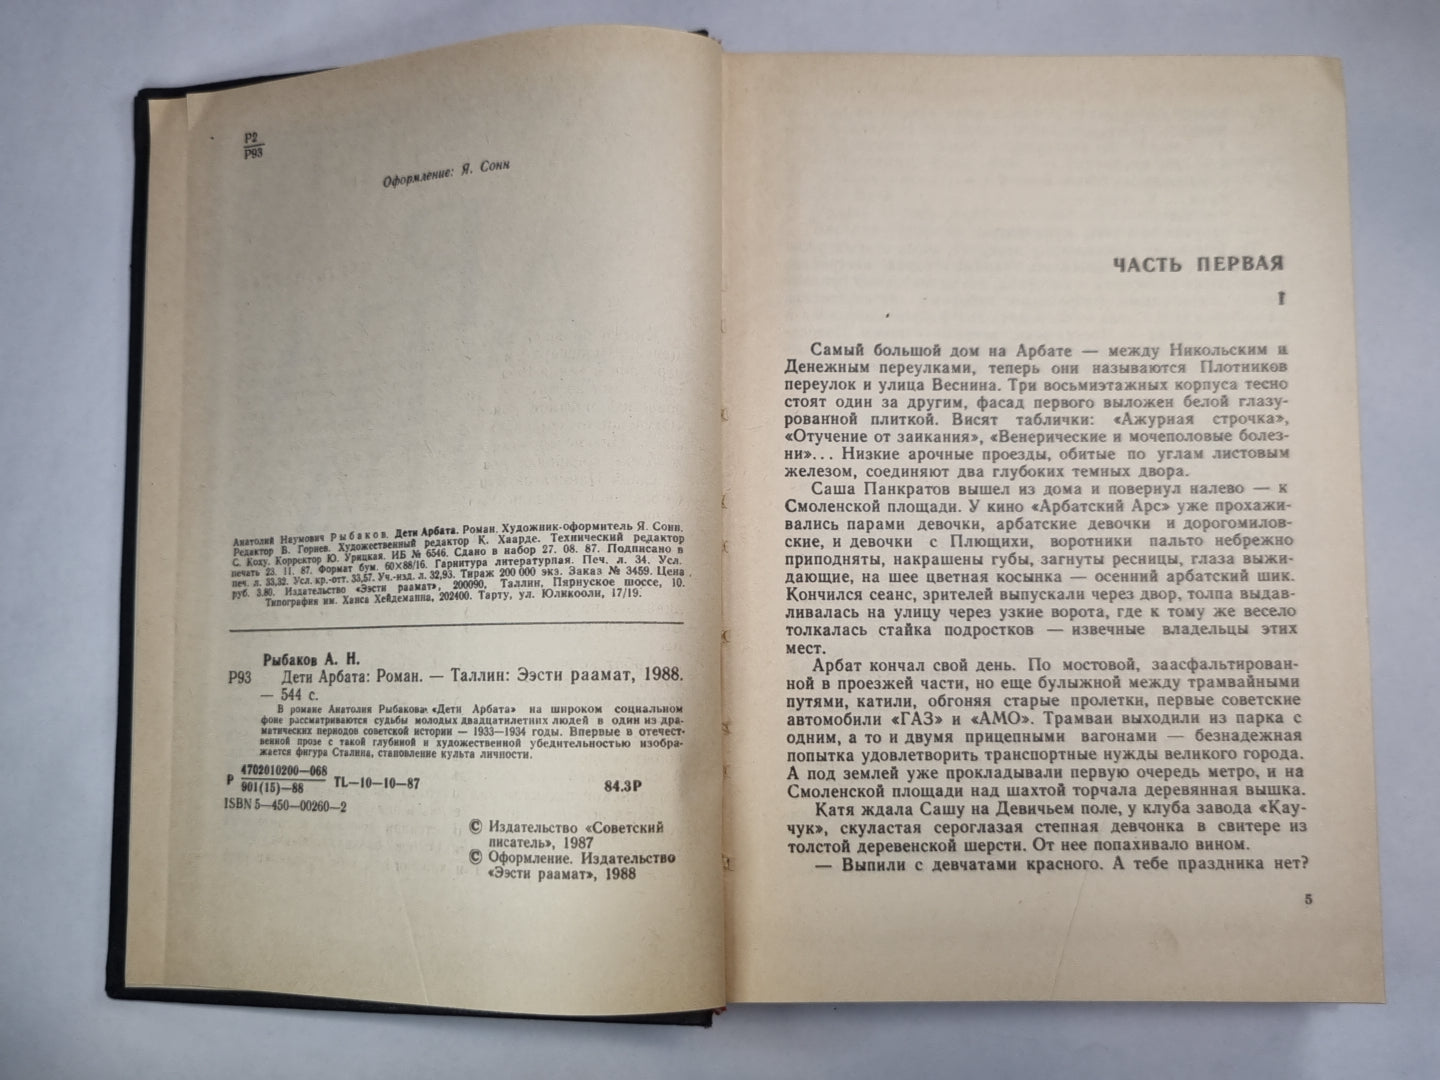 Р2
Р93
Оформление: Я. Сонн
Анатолий Наумович Рыбаков. Дети Арбата. Роман. Художник-оформитель Я. Сонн.
Редактор В. Горнев. Художественный редактор К. Хаарде. Технический редактор
С. Коху. Корректор Ю. Урицкая. ИБ № 6546. Сдано в набор 27. 08. 87. Подписано в
печать 23. 11. 87. Формат бум. 60×88/16. Гарнитура литературная. Печ. л. 34. Усл.
печ. л. 33,32. Усл. кр.-отт. 33,57. Уч.-изд. л. 32,93. Тираж 200 000 экз. Заказ № 3459. Цена
руб. 3.80. Издательство «Ээсти раамат», 200090, Таллин, Пярнуское шоссе, 10.
Типография им. Ханса Хейдеманна, 202400. Тарту, ул. Юликооли, 17/19.
Рыбаков А. Н.
Р93 Дети Арбата: Роман. — Таллин: Ээсти раамат, 1988.
— 544 с.
В романе Анатолия Рыбакова «Дети Арбата» на широком социальном
фоне рассматриваются судьбы молодых двадцатилетних людей в один из дра-
матических периодов советской истории — 1933—1934 годы. Впервые в отечест-
венной прозе с такой глубиной и художественной убедительностью изобра-
жается фигура Сталина, становление культа личности.
Р 4702010200—068
901(15)—88 TL—10—10—87
84.3Р
ISBN 5—450—00260—2
© Издательство «Советский
писатель», 1987
© Оформление. Издательство
«Ээсти раамат», 1988
ЧАСТЬ ПЕРВАЯ
1
Самый большой дом на Арбате — между Никольским и
Денежным переулками, теперь они называются Плотников
переулок и улица Веснина. Три восьмиэтажных корпуса тесно
стоят один за другим, фасад первого выложен белой глазу-
рованной плиткой. Висят таблички: «Ажурная строчка»,
«Отучение от заикания», «Венерические и мочеполовые болез-
ни»... Низкие арочные проезды, обитые по углам листовым
железом, соединяют два глубоких темных двора.
Саша Панкратов вышел из дома и повернул налево — к
Смоленской площади. У кино «Арбатский Арс» уже прохажи-
вались парами девочки, арбатские девочки и дорогомилов-
ские, и девочки с Плющихи, воротники пальто небрежно
приподняты, накрашены губы, загнуты ресницы, глаза выжи-
дающие, на шее цветная косынка — осенний арбатский шик.
Кончился сеанс, зрителей выпускали через двор, толпа выдав-
ливалась на улицу через узкие ворота, где к тому же весело
толкалась стайка подростков — извечные владельцы этих
мест.
Арбат кончал свой день. По мостовой, заасфальтирован-
ной в проезжей части, но еще булыжной между трамвайными
путями, катили, обгоняя старые пролетки, первые советские
автомобили «ГАЗ» и «АМО». Трамваи выходили из парка с
одним, а то и двумя прицепными вагонами — безнадежная
попытка удовлетворить транспортные нужды великого города.
А под землей уже прокладывали первую очередь метро, и на
Смоленской площади над шахтой торчала деревянная вышка.
Катя ждала Сашу на Девичьем поле, у клуба завода «Кау-
чук», скуластая сероглазая степная девчонка в свитере из
толстой деревенской шерсти. От нее попахивало вином.
— Выпили с девчатами красного. А тебе праздника нет?
5